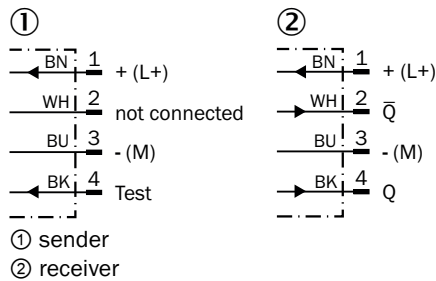 ① ②
BN 1 + (L+) BN 1 + (L+)
WH 2 not connected WH 2 Q̅
BU 3 - (M) BU 3 - (M)
BK 4 Test BK 4 Q
① sender
② receiver